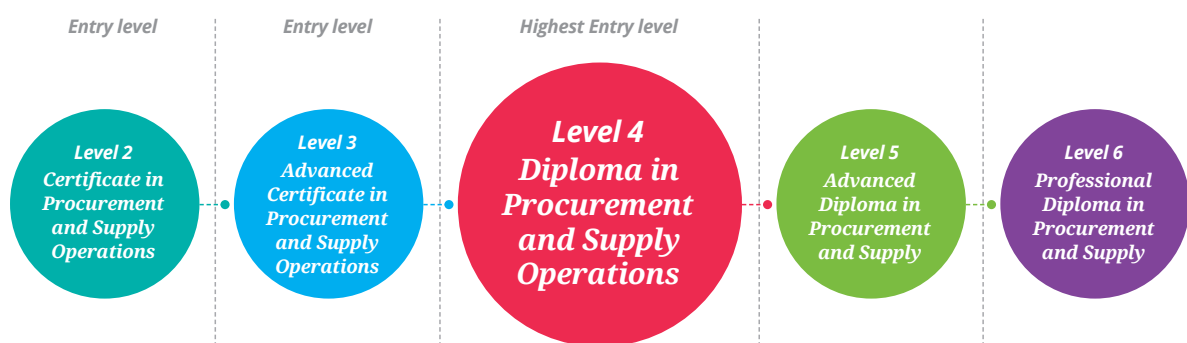 Entry level
Entry level
Highest Entry level
Level 2
Certificate in
Procurement
and Supply
Operations
Level 3
Advanced
Certificate in
Procurement
and Supply
Operations
Level 4
Diploma in
Procurement
and Supply
Operations
Level 5
Advanced
Diploma in
Procurement
and Supply
Level 6
Professional
Diploma in
Procurement
and Supply